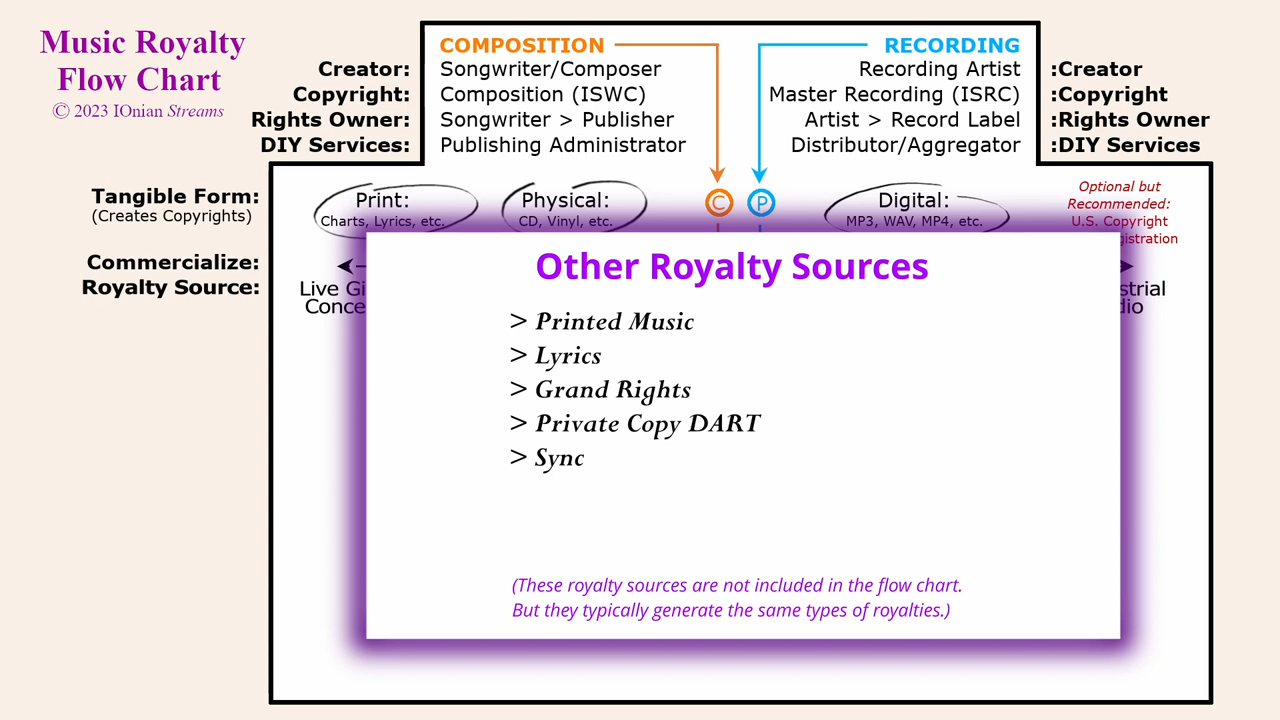 Music Royalty
Flow Chart
© 2023 IOnian Streams
COMPOSITION
RECORDING
Creator: Songwriter/Composer
Recording Artist :Creator
Copyright: Composition (ISWC)
Master Recording (ISRC) :Copyright
Rights Owner: Songwriter > Publisher
Artist > Record Label :Rights Owner
DIY Services: Publishing Administrator
Distributor/Aggregator :DIY Services
Tangible Form:
(Creates Copyrights)
Print:
Charts, Lyrics, etc.
Physical:
CD, Vinyl, etc.
C
P
Digital:
MP3, WAV, MP4, etc.
Optional but
Recommended:
U.S. Copyright
Commercialize:
Royalty Source:
Live
Other Royalty Sources
> Printed Music
> Lyrics
> Grand Rights
> Private Copy DART
> Sync
(These royalty sources are not included in the flow chart.
But they typically generate the same types of royalties.)